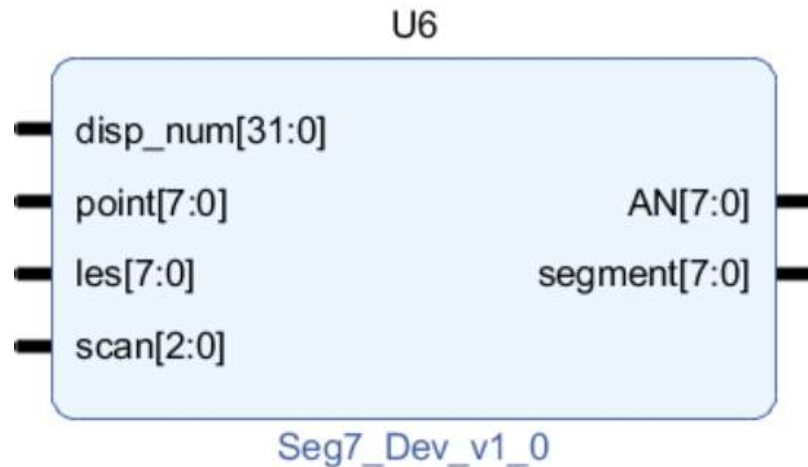 U6
disp_num[31:0]
point[7:0]
AN[7:0]
les[7:0]
segment[7:0]
scan[2:0]
Seg7_Dev_v1_0